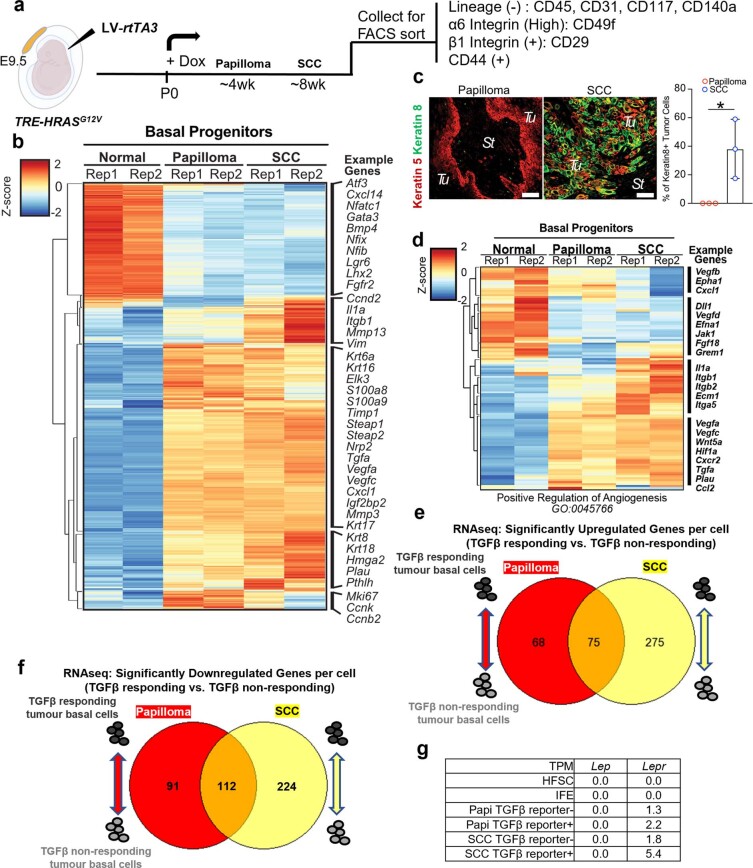 a
LV-rtTA3
E9.5
TRE-HRASG12V
+ Dox
P0
Papilloma
~4wk
SCC
~8wk
Collect for
FACS sort
Lineage (-) : CD45, CD31, CD117, CD140a
α6 Integrin (High): CD49f
β1 Integrin (+): CD29
CD44 (+)
b
Basal Progenitors
Normal Papilloma SCC
Rep1 Rep2 Rep1 Rep2 Rep1 Rep2
Example
Genes
Z-score
2
0
-2
Atf3
Cxcl14
Nfatc1
Gata3
Bmp4
Nfix
Nfib
Lgr6
Lhx2
Fgfr2
Ccnd2
Il1a
Itgb1
Mmp13
Vim
Krt6a
Krt16
Elk3
S100a8
S100a9
Timp1
Steap1
Steap2
Nrp2
Tgfa
Vegfa
Vegfc
Cxcl1
Igf2bp2
Mmp3
Krt17
Krt8
Krt18
Hmga2
Plau
Pthlh
Mki67
Ccnk
Ccnb2
c
Papilloma SCC
Keratin 5 Keratin 8
Tu
St
Tu
Tu
Tu
St
Papilloma
SCC
% of Keratin8+ Tumor Cells
80
60
40
20
0
*
d
Basal Progenitors
Normal Papilloma SCC
Rep1 Rep2 Rep1 Rep2 Rep1 Rep2
Example
Genes
Z-score
2
0
-2
Vegfb
Epha1
Cxcl1
Dll1
Vegfd
Efna1
Jak1
Fgf18
Grem1
Il1a
Itgb1
Itgb2
Ecm1
Itga5
Vegfa
Vegfc
Wnt5a
Hif1a
Cxcr2
Tgfa
Plau
Ccl2
Positive Regulation of Angiogenesis
GO:0045766
e
RNAseq: Significantly Upregulated Genes per cell
(TGFβ responding vs. TGFβ non-responding)
TGFβ responding
tumour basal cells
Papilloma
SCC
68 75 275
TGFβ non-responding
tumour basal cells
f
RNAseq: Significantly Downregulated Genes per cell
(TGFβ responding vs. TGFβ non-responding)
TGFβ responding
tumour basal cells
Papilloma
SCC
91 112 224
TGFβ non-responding
tumour basal cells
g
TPM Lep Lepr
HFSC 0.0 0.0
IFE 0.0 0.0
Papi TGFβ reporter- 0.0 1.3
Papi TGFβ reporter+ 0.0 2.2
SCC TGFβ reporter- 0.0 1.8
SCC TGFβ reporter+ 0.0 5.4